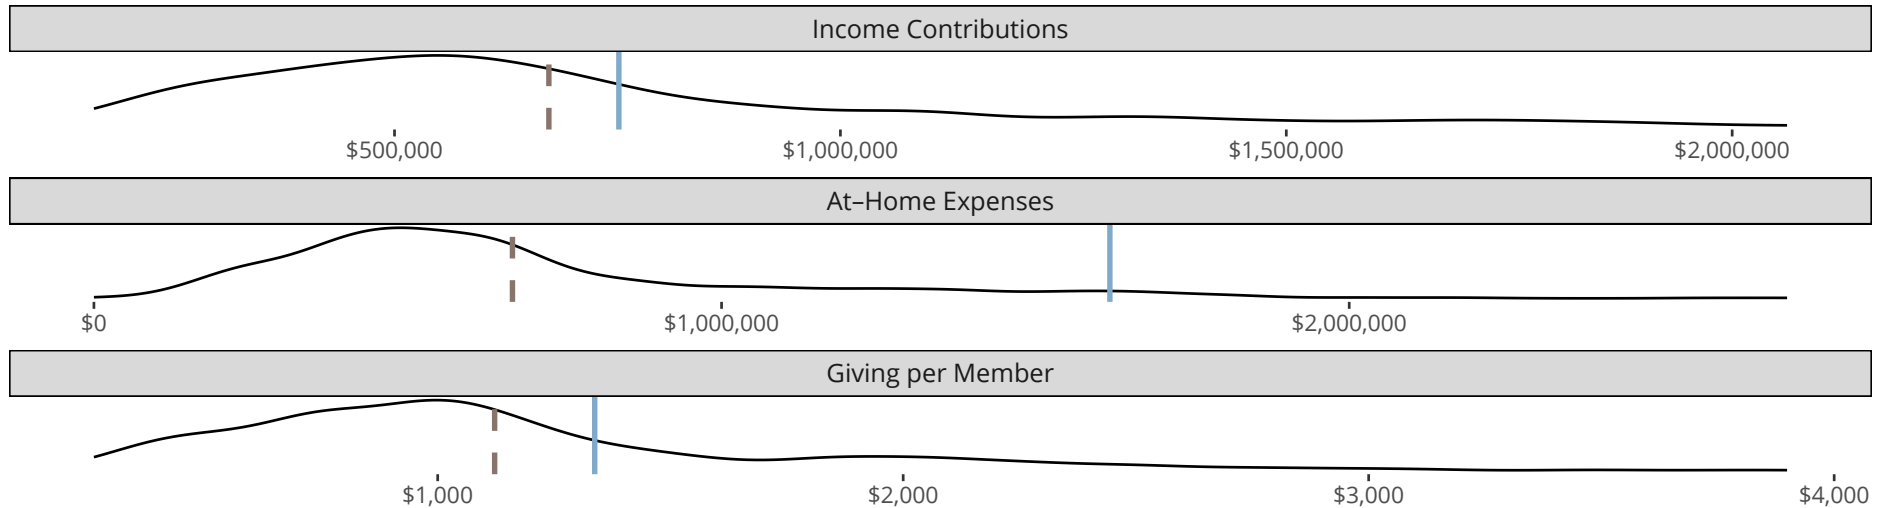 Income Contributions
$500,000 $1,000,000 $1,500,000 $2,000,000
At–Home Expenses
$0 $1,000,000 $2,000,000
Giving per Member
$1,000 $2,000 $3,000 $4,000